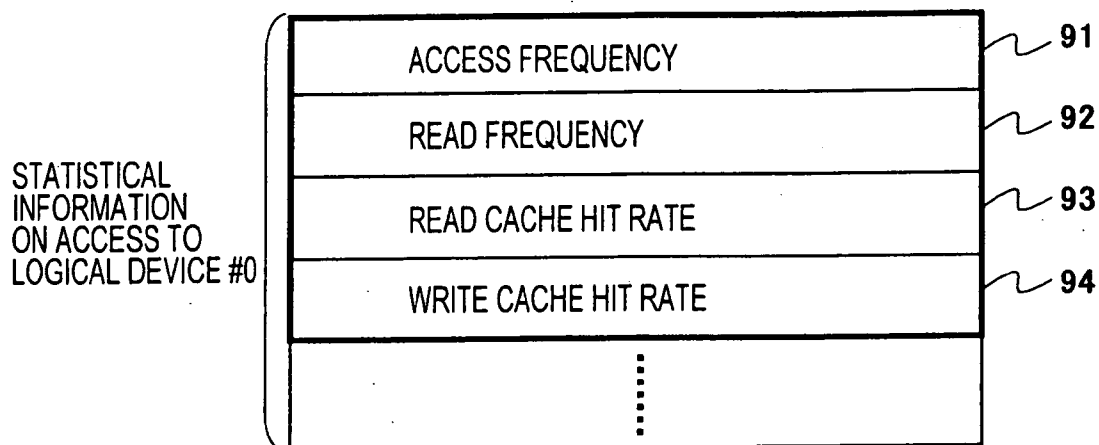 ACCESS FREQUENCY 91
READ FREQUENCY 92
STATISTICAL
INFORMATION
ON ACCESS TO
LOGICAL DEVICE #0
READ CACHE HIT RATE 93
WRITE CACHE HIT RATE 94